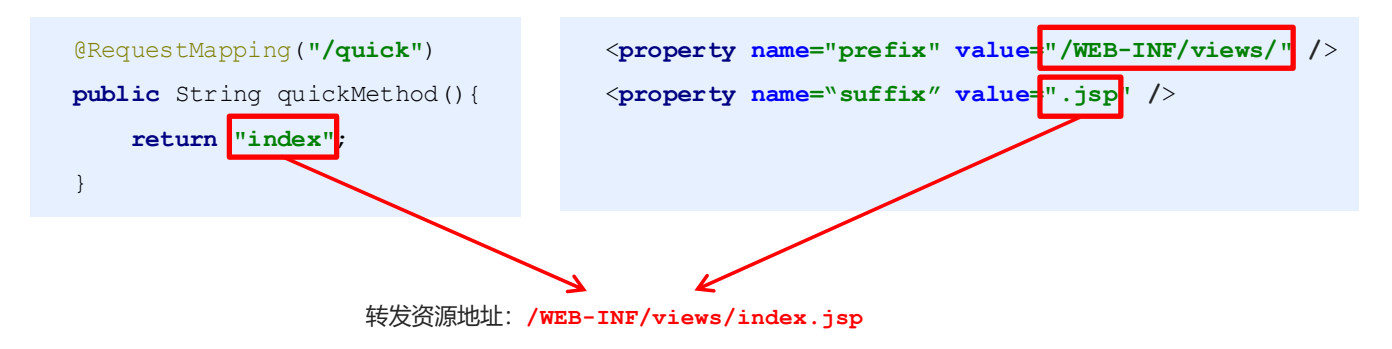 @RequestMapping("/quick")
public String quickMethod(){
return "index";
}
<property name="prefix" value="/WEB-INF/views/" />
<property name=“suffix” value=".jsp" />
转发资源地址：/WEB-INF/views/index.jsp